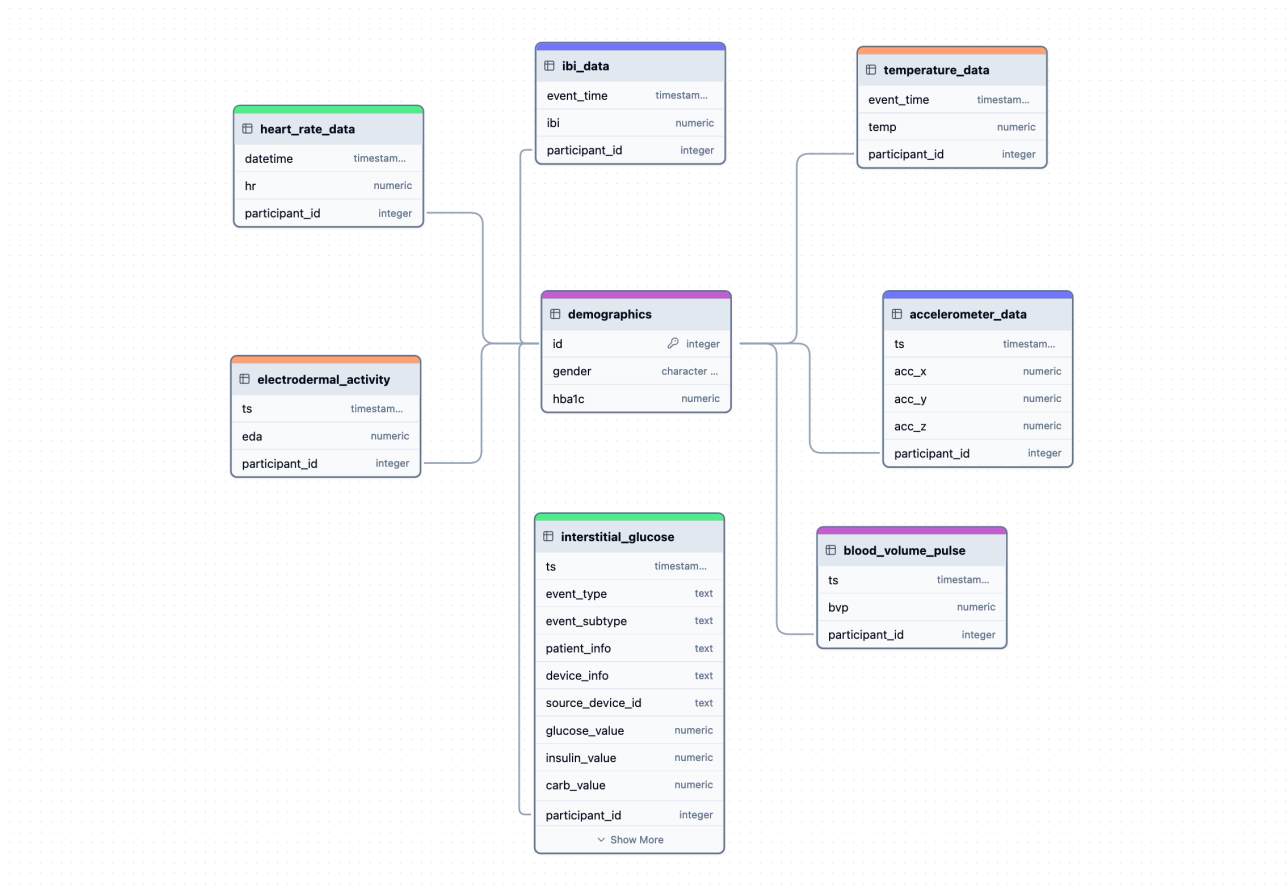 ibi_data
event_time timestam...
ibi numeric
participant_id integer
temperature_data
event_time timestam...
temp numeric
participant_id integer
heart_rate_data
datetime timestam...
hr numeric
participant_id integer
demographics
id integer
gender character ...
hba1c numeric
accelerometer_data
ts timestam...
acc_x numeric
acc_y numeric
acc_z numeric
participant_id integer
electrodermal_activity
ts timestam...
eda numeric
participant_id integer
interstitial_glucose
ts timestam...
event_type text
event_subtype text
patient_info text
device_info text
source_device_id text
glucose_value numeric
insulin_value numeric
carb_value numeric
participant_id integer
Show More
blood_volume_pulse
ts timestam...
bvp numeric
participant_id integer